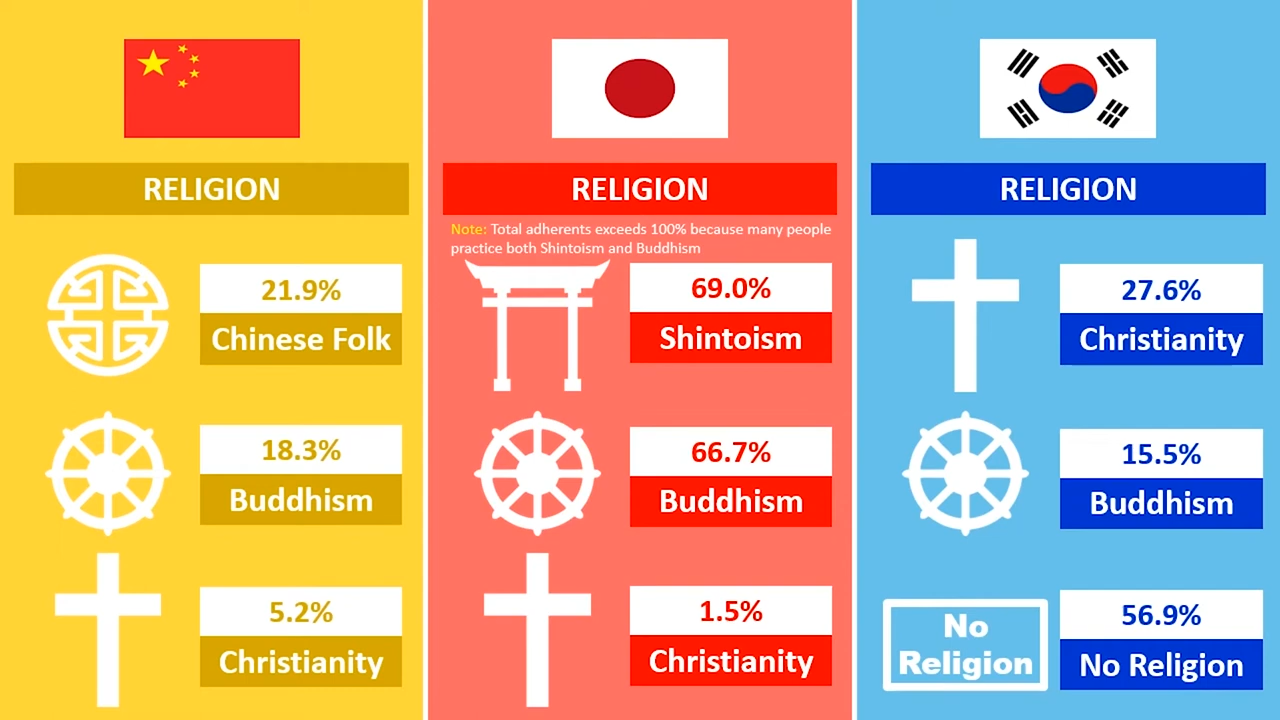 RELIGION
21.9%
Chinese Folk
18.3%
Buddhism
5.2%
Christianity
RELIGION
Note: Total adherents exceeds 100% because many people
practice both Shintoism and Buddhism
69.0%
Shintoism
66.7%
Buddhism
1.5%
Christianity
RELIGION
27.6%
Christianity
15.5%
Buddhism
No
Religion
56.9%
No Religion